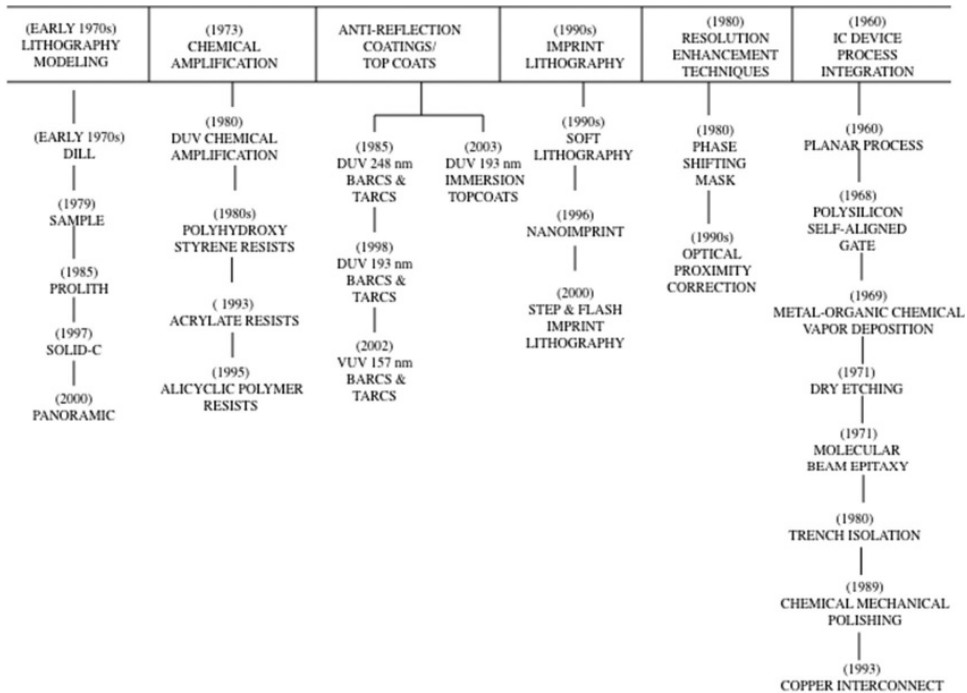 (EARLY 1970s)
LITHOGRAPHY
MODELING
(EARLY 1970s)
DILL
(1979)
SAMPLE
(1985)
PROLITH
(1997)
SOLID-C
(2000)
PANORAMIC
(1973)
CHEMICAL
AMPLIFICATION
(1980)
DUV CHEMICAL
AMPLIFICATION
(1980s)
POLYHYDROXY
STYRENE RESISTS
( 1993)
ACRYLATE RESISTS
(1995)
ALICYCLIC POLYMER
RESISTS
ANTI-REFLECTION
COATINGS/
TOP COATS
(1985)
DUV 248 nm
BARCS &
TARCS
(1998)
DUV 193 nm
BARCS &
TARCS
(2002)
VUV 157 nm
BARCS &
TARCS
(2003)
DUV 193 nm
IMMERSION
TOPCOATS
(1990s)
IMPRINT
LITHOGRAPHY
(1990s)
SOFT
LITHOGRAPHY
(1996)
NANOIMPRINT
(2000)
STEP & FLASH
IMPRINT
LITHOGRAPHY
(1980)
RESOLUTION
ENHANCEMENT
TECHNIQUES
(1980)
PHASE
SHIFTING
MASK
(1990s)
OPTICAL
PROXIMITY
CORRECTION
(1960)
IC DEVICE
PROCESS
INTEGRATION
(1960)
PLANAR PROCESS
(1968)
POLYSILICON
SELF-ALIGNED
GATE
(1969)
METAL-ORGANIC CHEMICAL
VAPOR DEPOSITION
(1971)
DRY ETCHING
(1971)
MOLECULAR
BEAM EPITAXY
(1980)
TRENCH ISOLATION
(1989)
CHEMICAL MECHANICAL
POLISHING
(1993)
COPPER INTERCONNECT